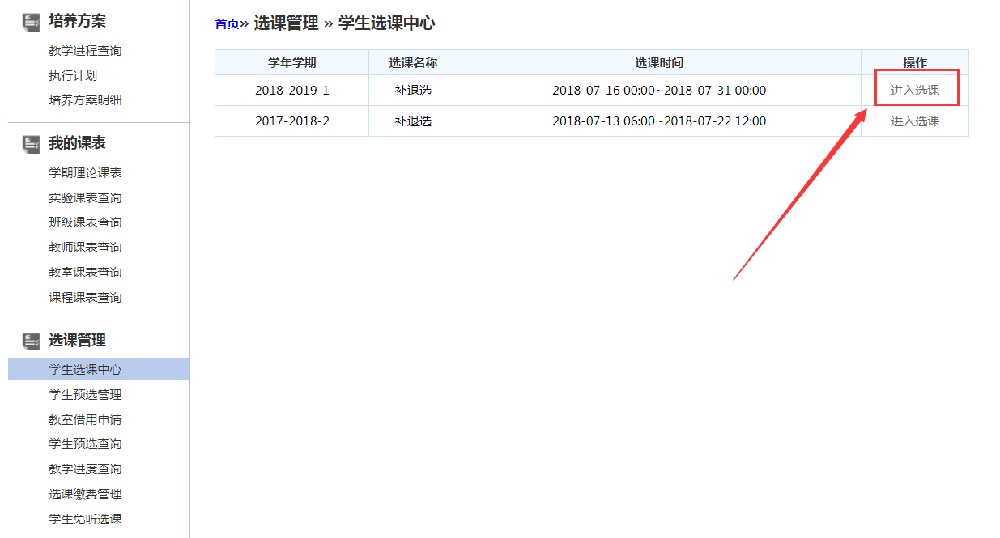 培养方案
教学进程查询
执行计划
培养方案明细
我的课表
学期理论课表
实验课表查询
班级课表查询
教师课表查询
教室课表查询
课程课表查询
选课管理
学生选课中心
学生预选管理
教室借用申请
学生预选查询
教学进度查询
选课缴费管理
学生免听选课
首页» 选课管理 » 学生选课中心
学年学期 选课名称 选课时间 操作
2018-2019-1 补退选 2018-07-16 00:00~2018-07-31 00:00 进入选课
2017-2018-2 补退选 2018-07-13 06:00~2018-07-22 12:00 进入选课